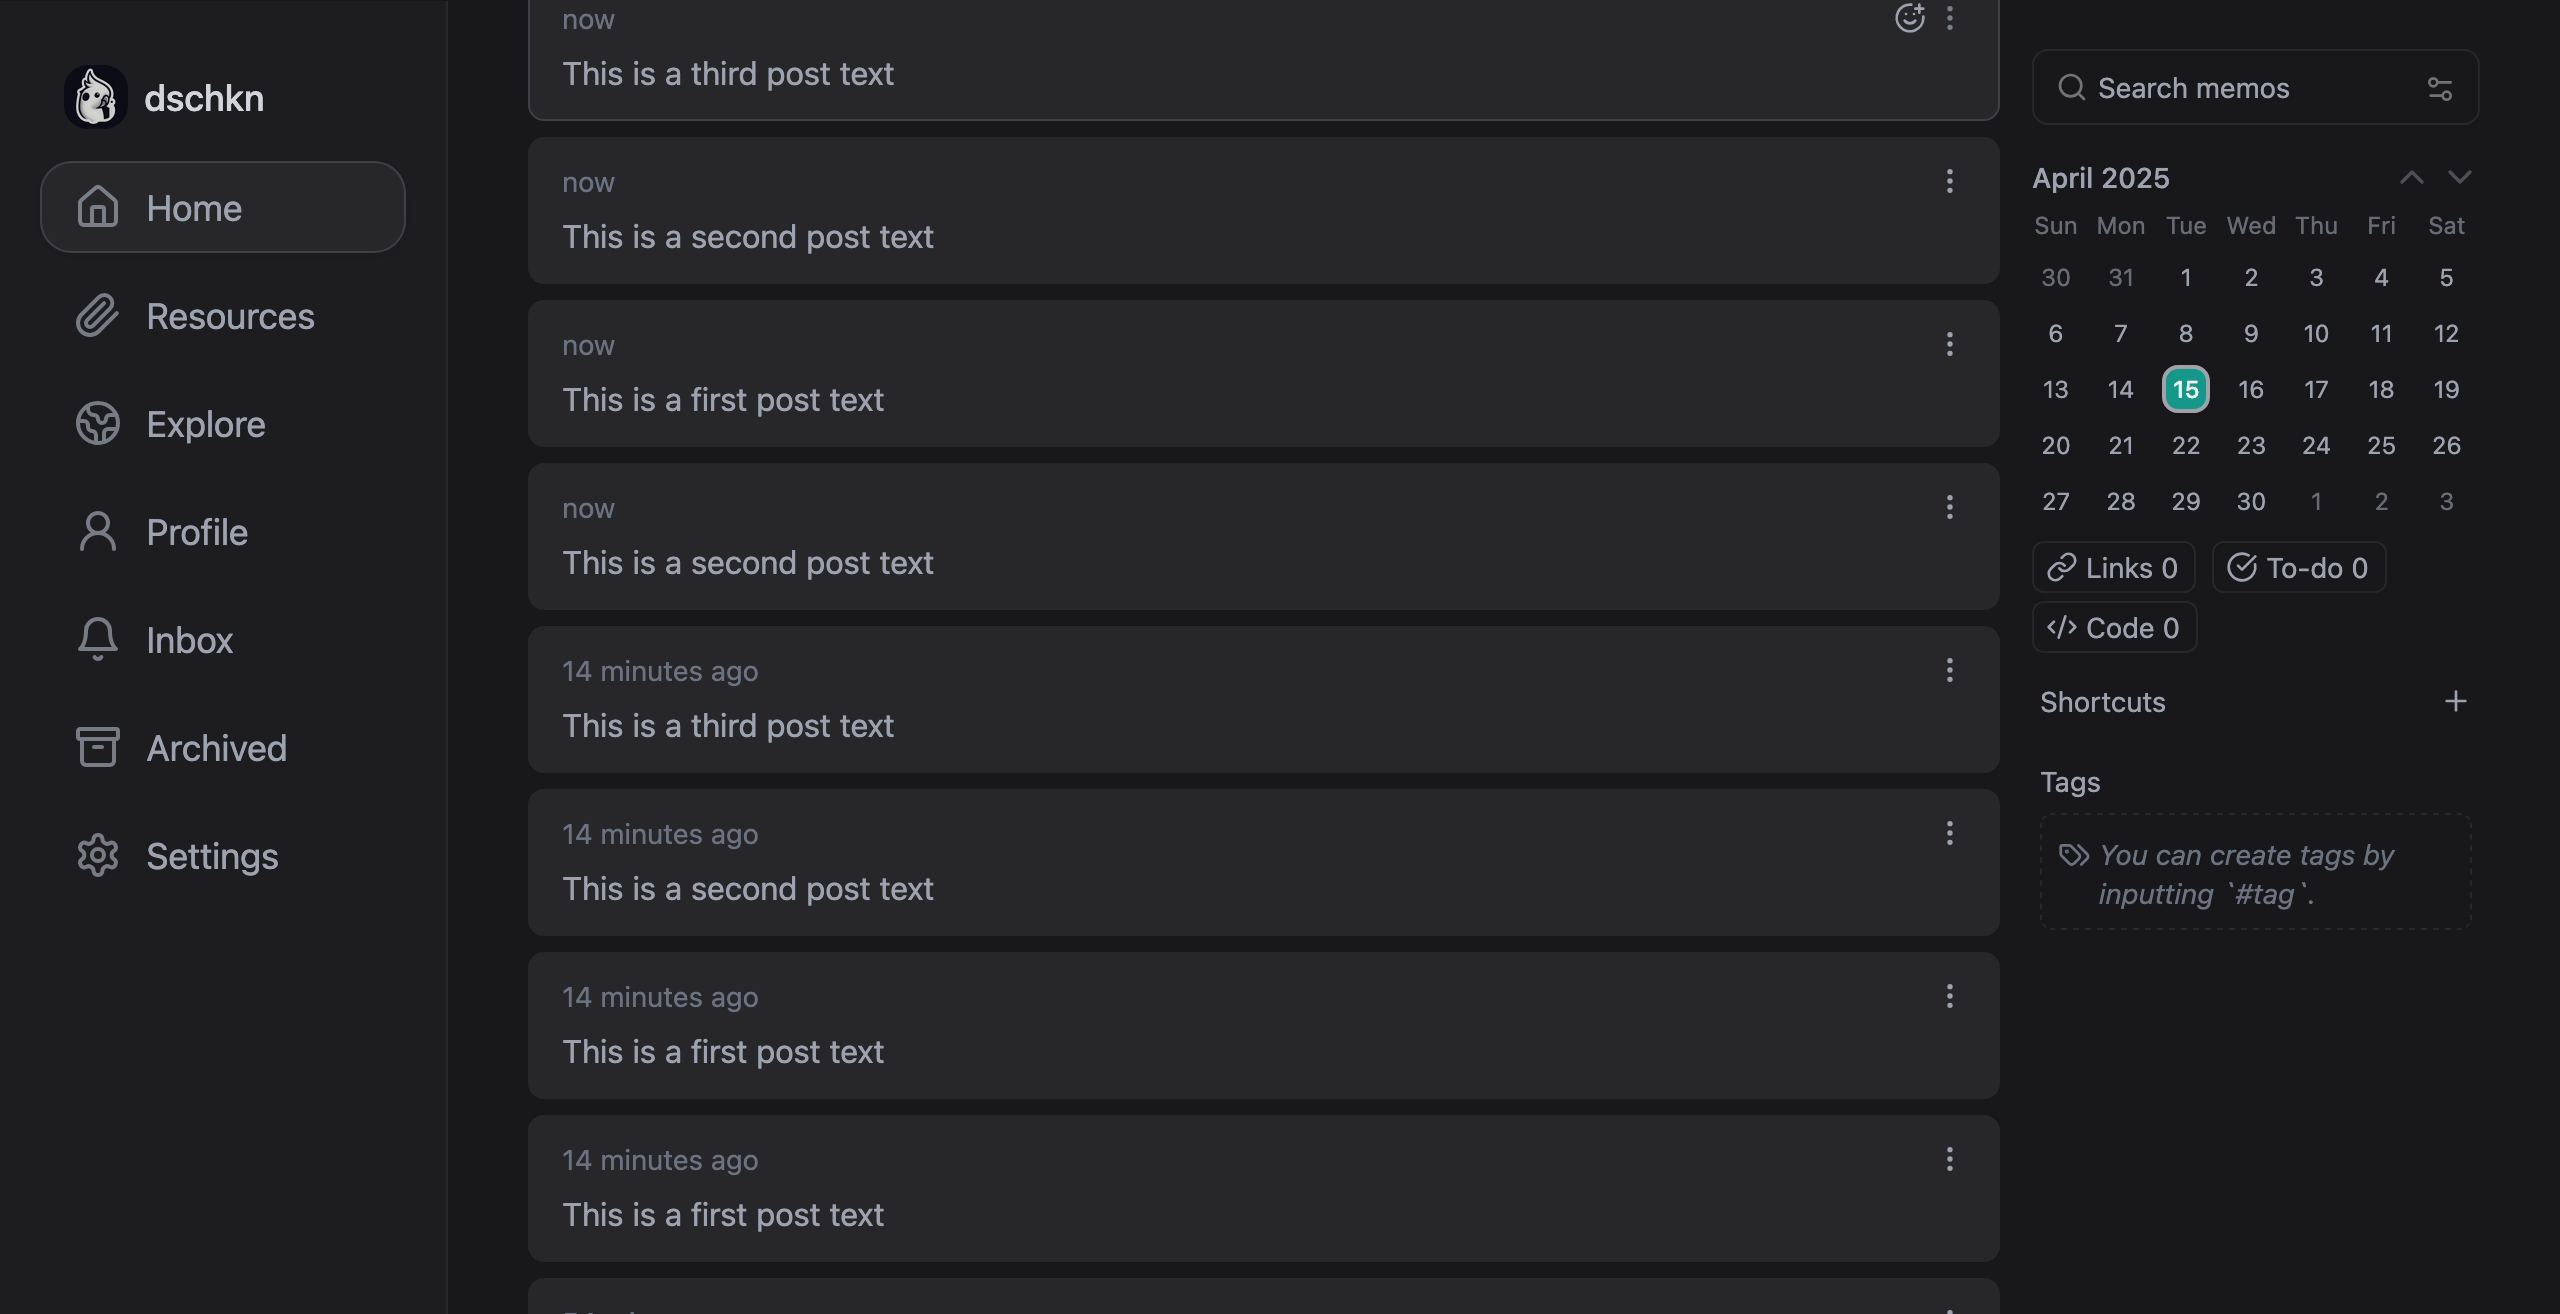 dschkn
Home
Resources
Explore
Profile
Inbox
Archived
Settings
now
This is a third post text
now
This is a second post text
now
This is a first post text
now
This is a second post text
14 minutes ago
This is a third post text
14 minutes ago
This is a second post text
14 minutes ago
This is a first post text
14 minutes ago
This is a first post text
Search memos
April 2025
Sun Mon Tue Wed Thu Fri Sat
30 31 1 2 3 4 5
6 7 8 9 10 11 12
13 14 15 16 17 18 19
20 21 22 23 24 25 26
27 28 29 30 1 2 3
Links 0 To-do 0
Code 0
Shortcuts
Tags
You can create tags by
inputting `#tag`.